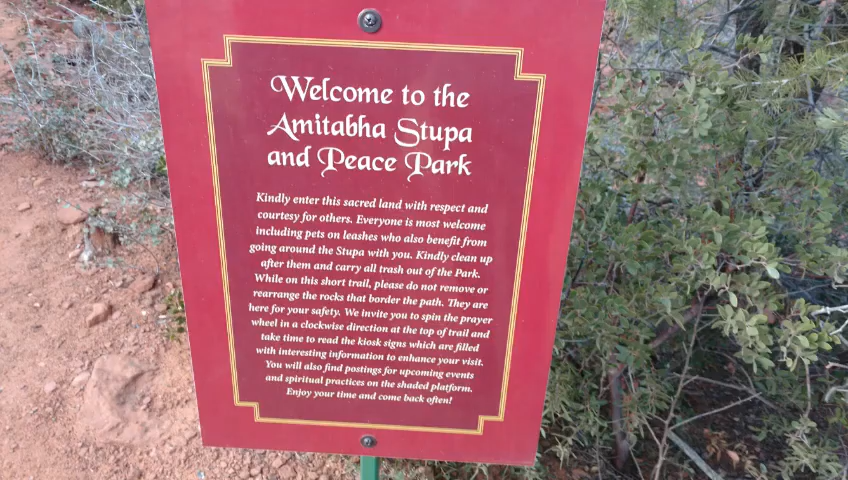 Welcome to the
Amitabha Stupa
and Peace Park
Kindly enter this sacred land with respect and
courtesy for others. Everyone is most welcome
including pets on leashes who also benefit from
going around the Stupa with you. Kindly clean up
after them and carry all trash out of the Park.
While on this short trail, please do not remove or
rearrange the rocks that border the path. They are
here for your safety. We invite you to spin the prayer
wheel in a clockwise direction at the top of trail and
take time to read the kiosk signs which are filled
with interesting information to enhance your visit.
You will also find postings for upcoming events
and spiritual practices on the shaded platform.
Enjoy your time and come back often!